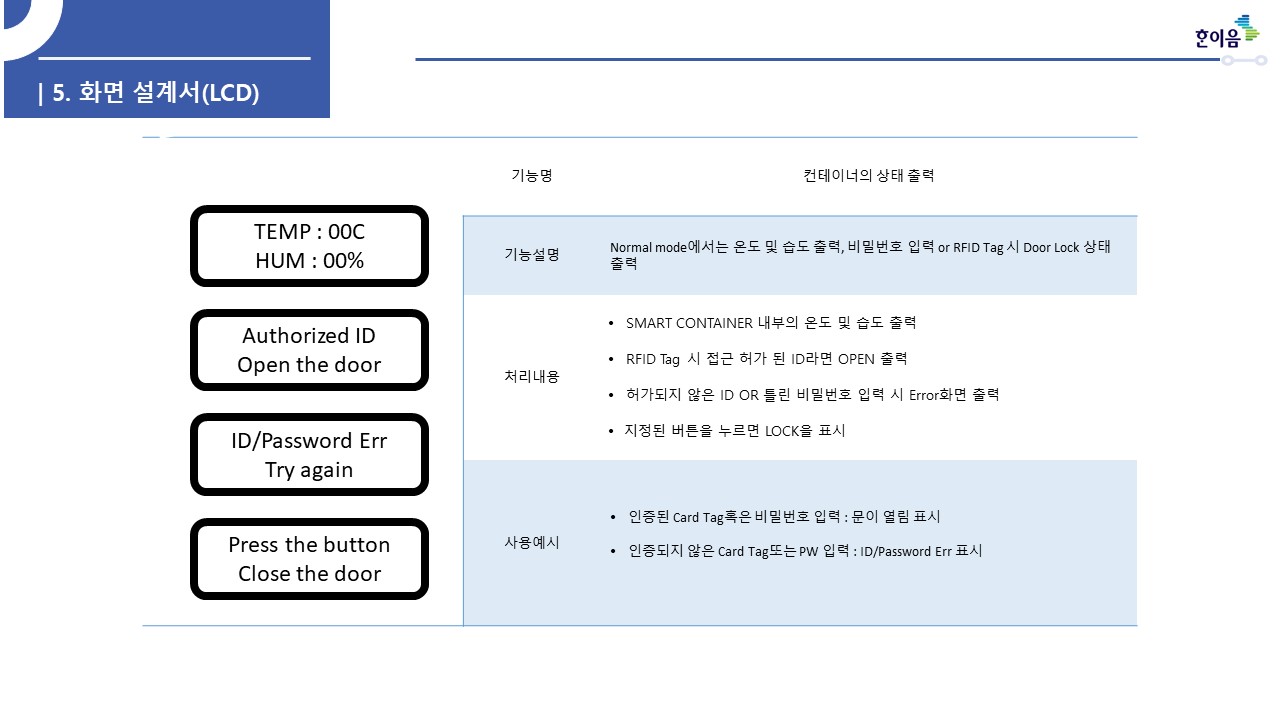 | 5. 화면 설계서(LCD)
한이음
기능명
컨테이너의 상태 출력
TEMP : 00C
HUM : 00%
Authorized ID
Open the door
ID/Password Err
Try again
Press the button
Close the door
기능설명
Normal mode에서는 온도 및 습도 출력, 비밀번호 입력 or RFID Tag 시 Door Lock 상태
출력
처리내용
• SMART CONTAINER 내부의 온도 및 습도 출력
• RFID Tag 시 접근 허가 된 ID라면 OPEN 출력
• 허가되지 않은 ID OR 틀린 비밀번호 입력 시 Error화면 출력
• 지정된 버튼을 누르면 LOCK을 표시
사용예시
• 인증된 Card Tag혹은 비밀번호 입력 : 문이 열림 표시
• 인증되지 않은 Card Tag또는 PW 입력 : ID/Password Err 표시